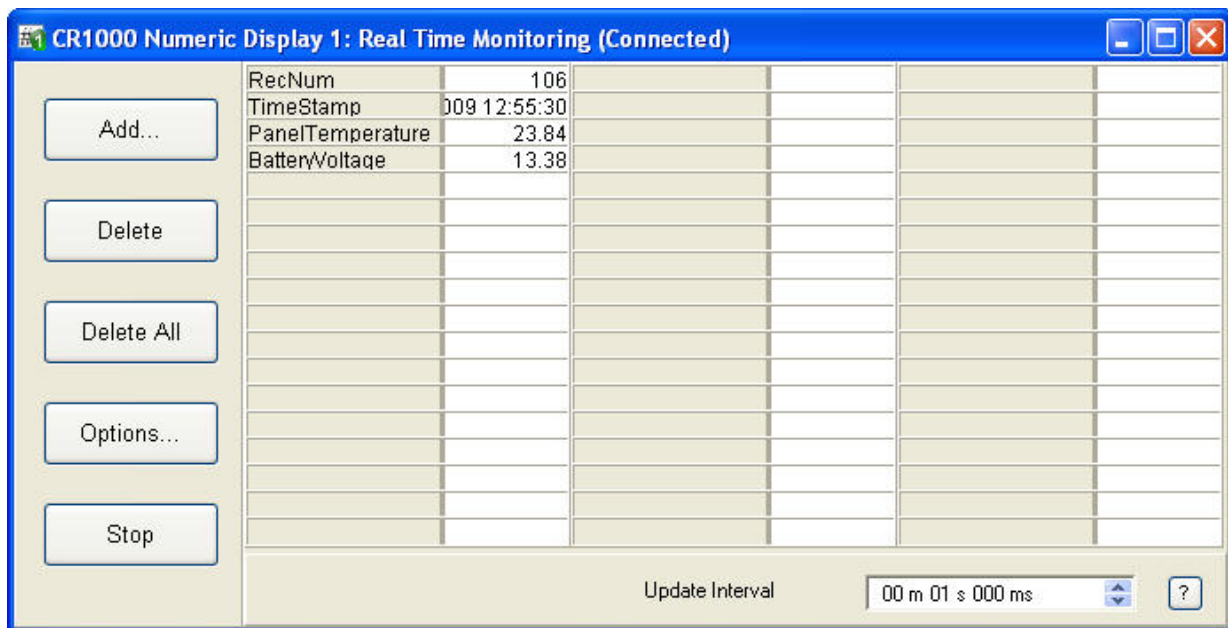 CR1000 Numeric Display 1: Real Time Monitoring (Connected)
Add...
Delete
Delete All
Options...
Stop
RecNum 106
TimeStamp 009 12:55:30
PanelTemperature 23.84
BatteryVoltage 13.38
Update Interval 00 m 01 s 000 ms ?